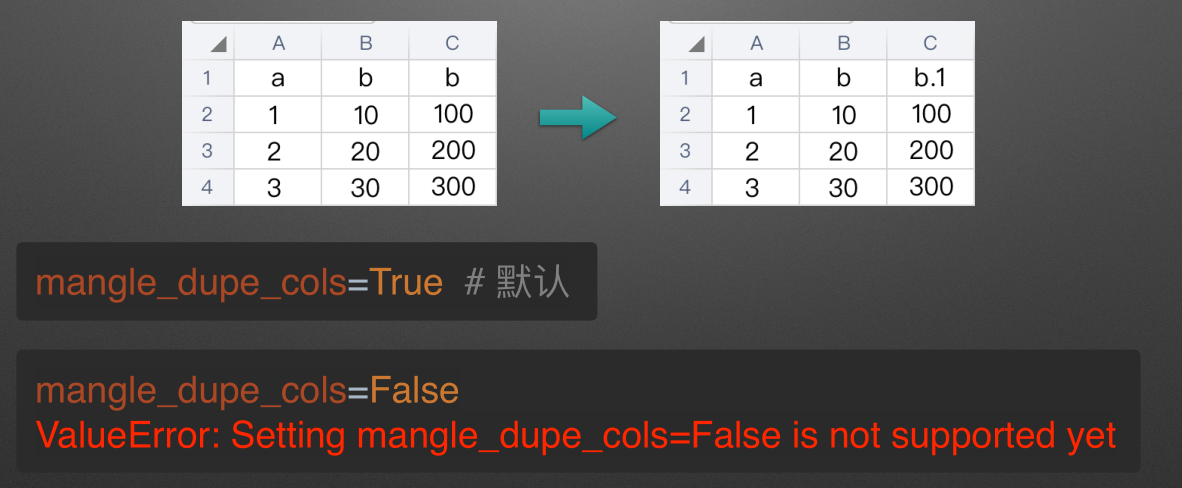 A B C
1 a b b
2 1 10 100
3 2 20 200
4 3 30 300
A B C
1 a b b.1
2 1 10 100
3 2 20 200
4 3 30 300
mangle_dupe_cols=True # 默认
mangle_dupe_cols=False
ValueError: Setting mangle_dupe_cols=False is not supported yet